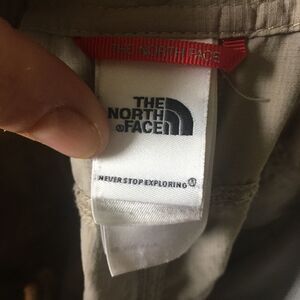 THE NORTH FACE
THE
NORTH
®FACE
NEVER STOP EXPLORING®